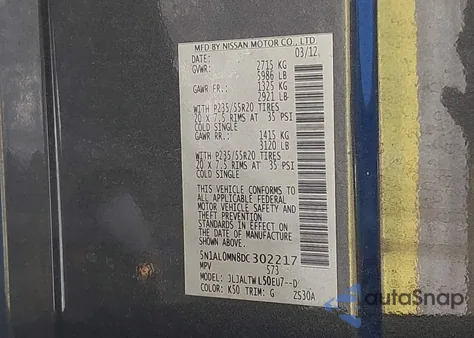 MFD BY NISSAN MOTOR CO., LTD.
DATE: 03/12
GVWR: 2715 KG
5986 LB
GAWR FR.: 1325 KG
2921 LB
WITH P235/55R20 TIRES
20 X 7.5 RIMS AT 35 PSI
COLD SINGLE
GAWR RR.: 1415 KG
3120 LB
WITH P235/55R20 TIRES
20 X 7.5 RIMS AT 35 PSI
COLD SINGLE
THIS VEHICLE CONFORMS TO
ALL APPLICABLE FEDERAL
MOTOR VEHICLE SAFETY AND
THEFT PREVENTION
STANDARDS IN EFFECT ON
THE DATE OF MANUFACTURE
SHOWN ABOVE.
5N1AL0MN8DC302217
MPV 573
MODEL: JLJALTWL50EU7--D
COLOR: K50 TRIM: G ZS30A
autoSnap